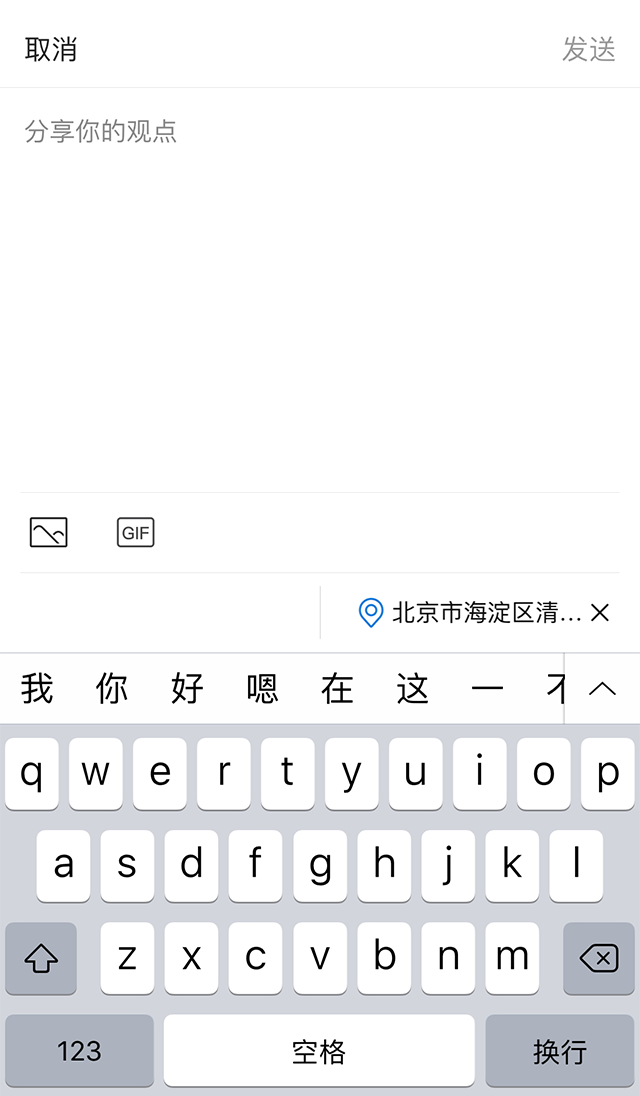 取消 发送
分享你的观点
GIF
北京市海淀区清...
我 你 好 嗯 在 这 一
q w e r t y u i o p
a s d f g h j k l
z x c v b n m
123 空格 换行